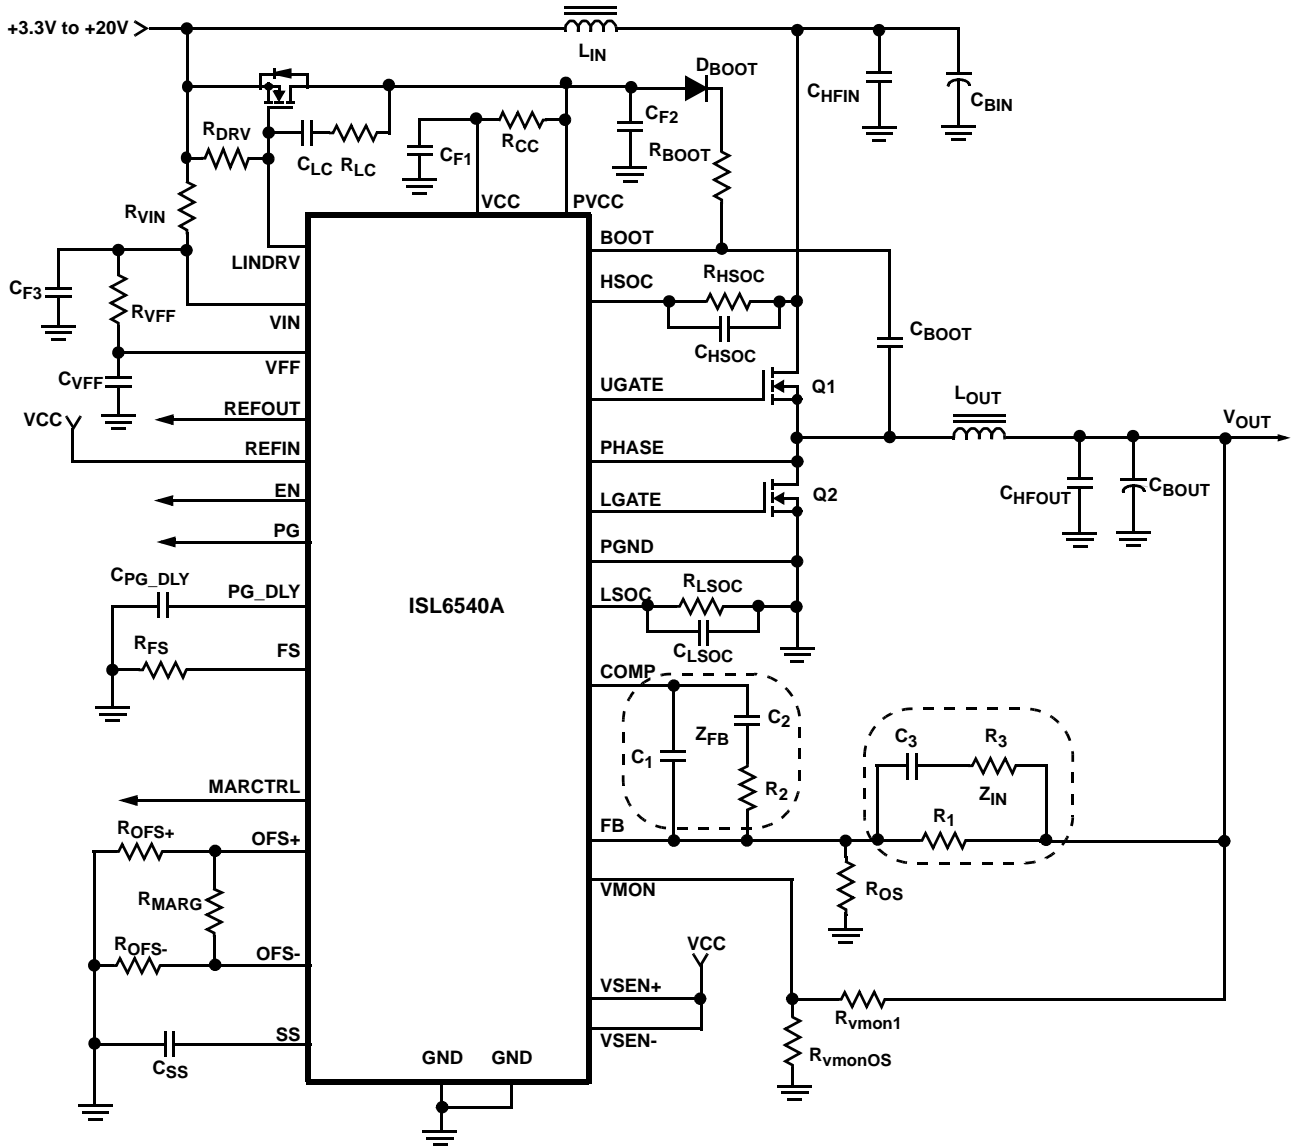 +3.3V to +20V
LIN
DBOOT
CHFIN
CBIN
CF2
RDRV
CLC
RLC
CF1
RCC
RBOOT
RVIN
VCC
PVCC
BOOT
LINDRV
HSOC
RHSOC
CF3
RVFF
VIN
CHSOC
CBOOT
VFF
CVFF
UGATE
Q1
LOUT
REFOUT
VCC
VOUT
REFIN
PHASE
EN
LGATE
Q2
CHFOUT
CBOUT
PG
PGND
CPG_DLY
PG_DLY
RLSOC
LSOC
ISL6540A
RFS
FS
CLSOC
COMP
C2
ZFB
C1
C3
R3
R2
ZIN
MARCTRL
R1
ROFS+
OFS+
FB
RMARG
VMON
ROS
ROFS-
OFS-
VCC
VSEN+
Rvmon1
SS
VSEN-
CSS
GND
GND
RvmonOS